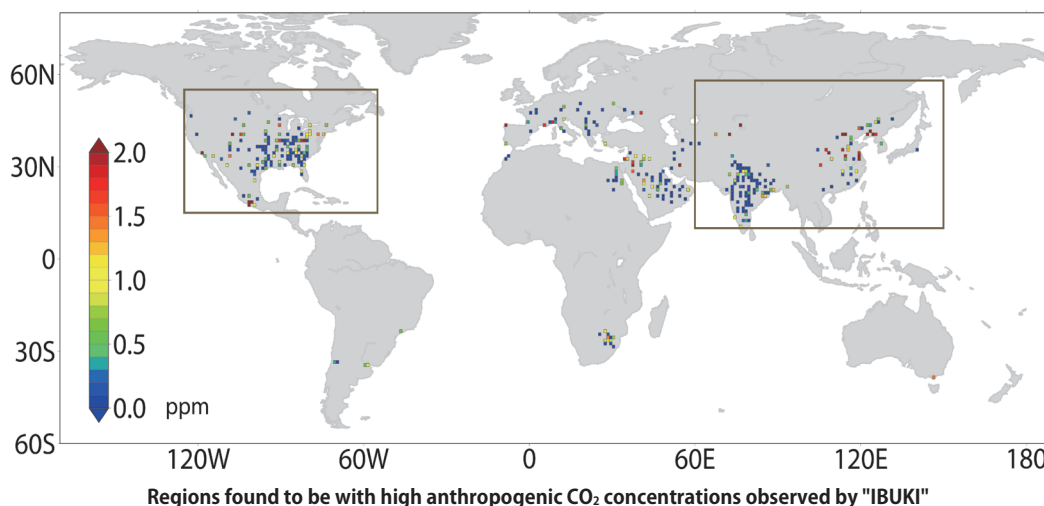 60N
30N
0
30S
60S
2.0
1.5
1.0
0.5
0.0 ppm
120W 60W 0 60E 120E 180
Regions found to be with high anthropogenic CO₂ concentrations observed by "IBUKI"